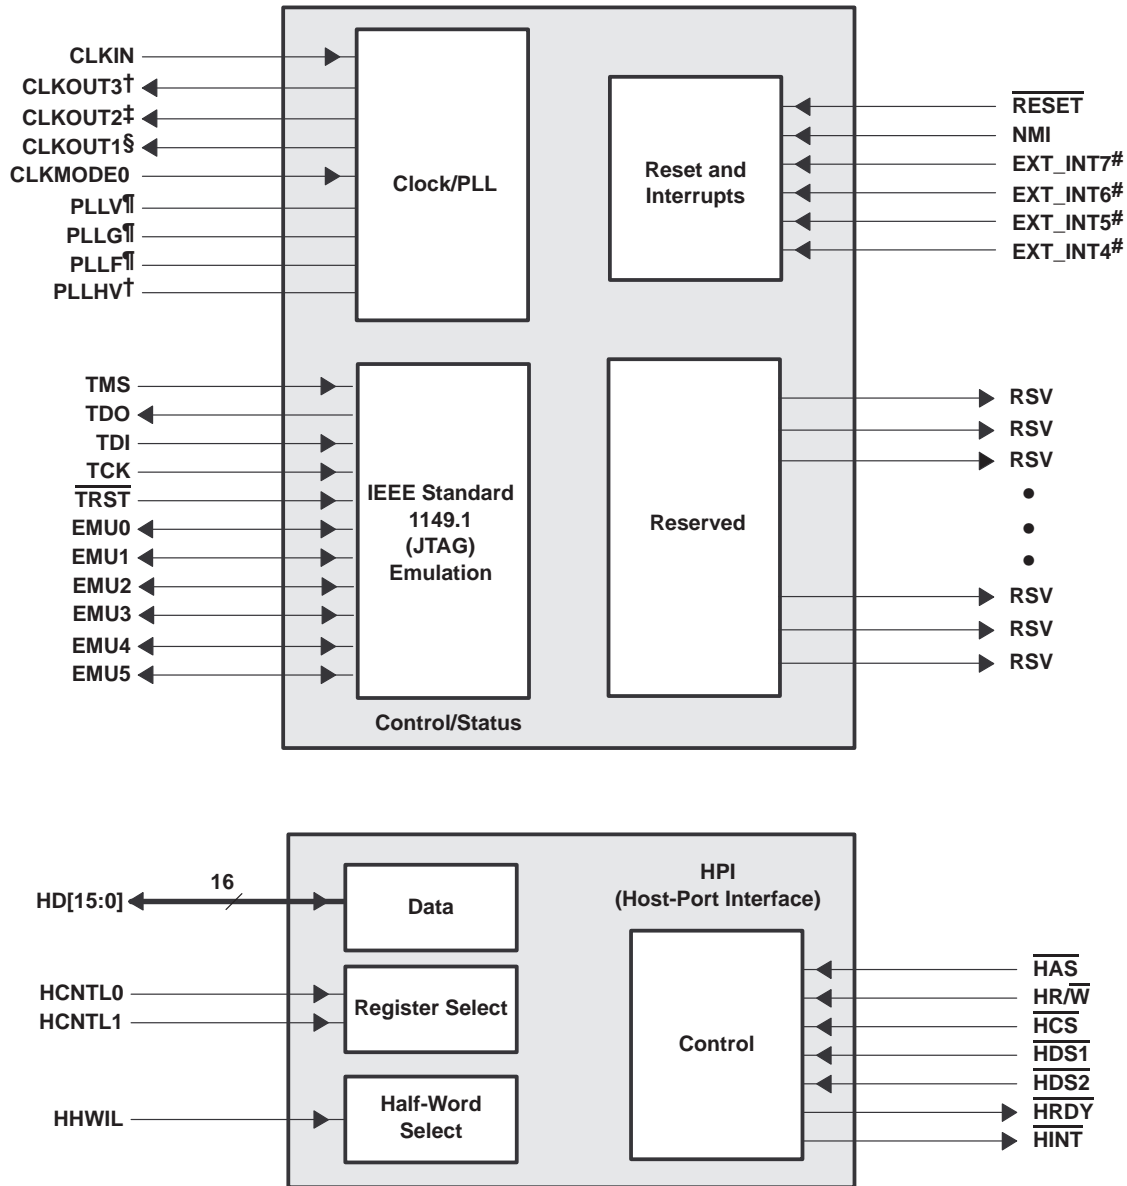 CLKIN
CLKOUT3†
CLKOUT2‡
CLKOUT1§
CLKMODE0
PLLV¶
PLLG¶
PLLF¶
PLLHV†
Clock/PLL
Reset and
Interrupts
RESET
NMI
EXT_INT7#
EXT_INT6#
EXT_INT5#
EXT_INT4#
TMS
TDO
TDI
TCK
TRST
EMU0
EMU1
EMU2
EMU3
EMU4
EMU5
IEEE Standard
1149.1
(JTAG)
Emulation
Reserved
RSV
RSV
RSV
RSV
RSV
RSV
Control/Status
HD[15:0]
16
Data
HPI
(Host-Port Interface)
HCNTL0
HCNTL1
Register Select
HHWIL
Half-Word
Select
Control
HAS
HR/W
HCS
HDS1
HDS2
HRDY
HINT